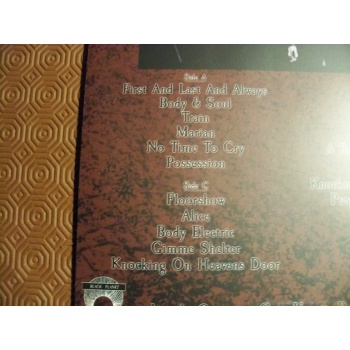 Side A
First And Last And Always
Body & Soul
Train
Marian
No Time To Cry
Possession
Side C
Floorshow
Alice
Body Electric
Gimme Shelter
Knocking On Heavens Door
BLACK PLANET